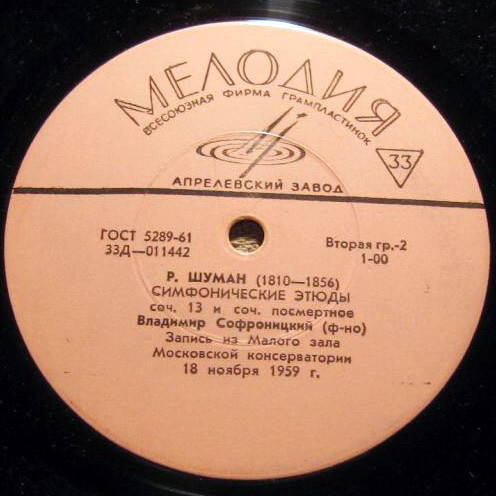 МЕЛОДИЯ
ВСЕСОЮЗНАЯ ФИРМА ГРАМПЛАСТИНОК
33
АПРЕЛЕВСКИЙ ЗАВОД
ГОСТ 5289-61
33Д—011442
Вторая гр.-2
1-00
Р. ШУМАН (1810—1856)
СИМФОНИЧЕСКИЕ ЭТЮДЫ
соч. 13 и соч. посмертное
Владимир Софроницкий (ф-но)
Запись из Малого зала
Московской консерватории
18 ноября 1959 г.